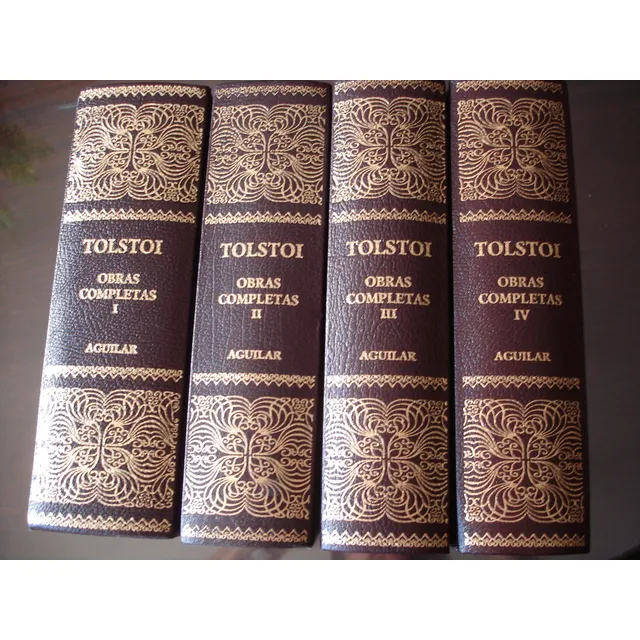 TOLSTOI
OBRAS
COMPLETAS
I
AGUILAR
TOLSTOI
OBRAS
COMPLETAS
II
AGUILAR
TOLSTOI
OBRAS
COMPLETAS
III
AGUILAR
TOLSTOI
OBRAS
COMPLETAS
IV
AGUILAR